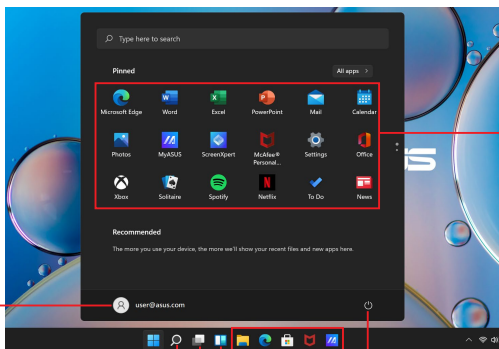 Type here to search
Pinned
All apps >
Microsoft Edge
Word
Excel
PowerPoint
Mail
Calendar
Photos
MyASUS
ScreenXpert
McAfee®
Personal...
Settings
Office
Xbox
Solitaire
Spotify
Netflix
To Do
News
Recommended
The more you use your device, the more we'll show your recent files and new apps here.
user@asus.com